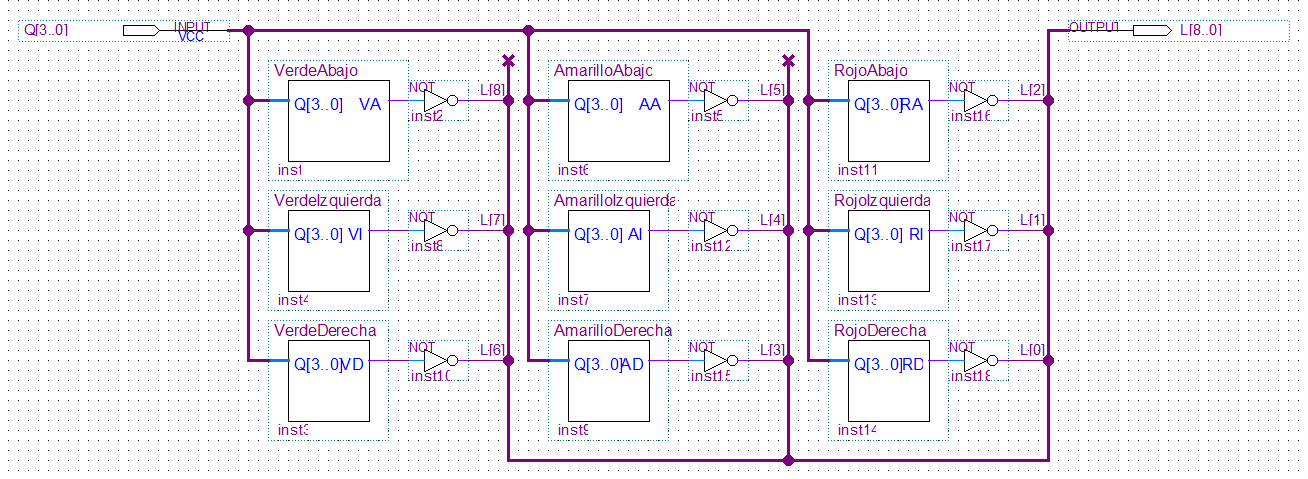 Q[3..0] INPUT VCC OUTPUT L[8..0]
VerdeAbajo AmarilloAbajo RojoAbajo
NOT L[8] NOT L[5] NOT L[2]
Q[3..0] VA Q[3..0] AA Q[3..0] RA
inst2 inst5 inst16
inst inst6 inst11
VerdeIzquierda AmarilloIzquierda RojoIzquierda
NOT L[7] NOT L[4] NOT L[1]
Q[3..0] VI Q[3..0] AI Q[3..0] RI
inst8 inst12 inst17
inst4 inst7 inst13
VerdeDerecha AmarilloDerecha RojoDerecha
NOT L[6] NOT L[3] NOT L[0]
Q[3..0] VD Q[3..0] AD Q[3..0] RD
inst10 inst15 inst18
inst3 inst9 inst14